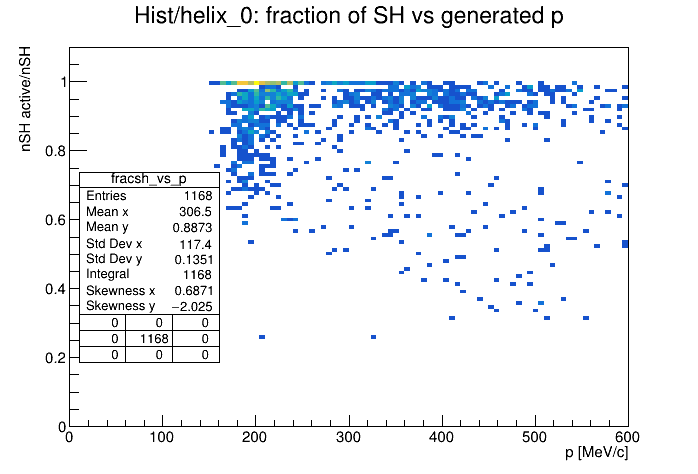 Hist/helix_0: fraction of SH vs generated p
nSH active/nSH
1
0.8
0.6
0.4
0.2
0
fracsh_vs_p
Entries 1168
Mean x 306.5
Mean y 0.8873
Std Dev x 117.4
Std Dev y 0.1351
Integral 1168
Skewness x 0.6871
Skewness y −2.025
0 0 0
0 1168 0
0 0 0
0 100 200 300 400 500 600
p [MeV/c]